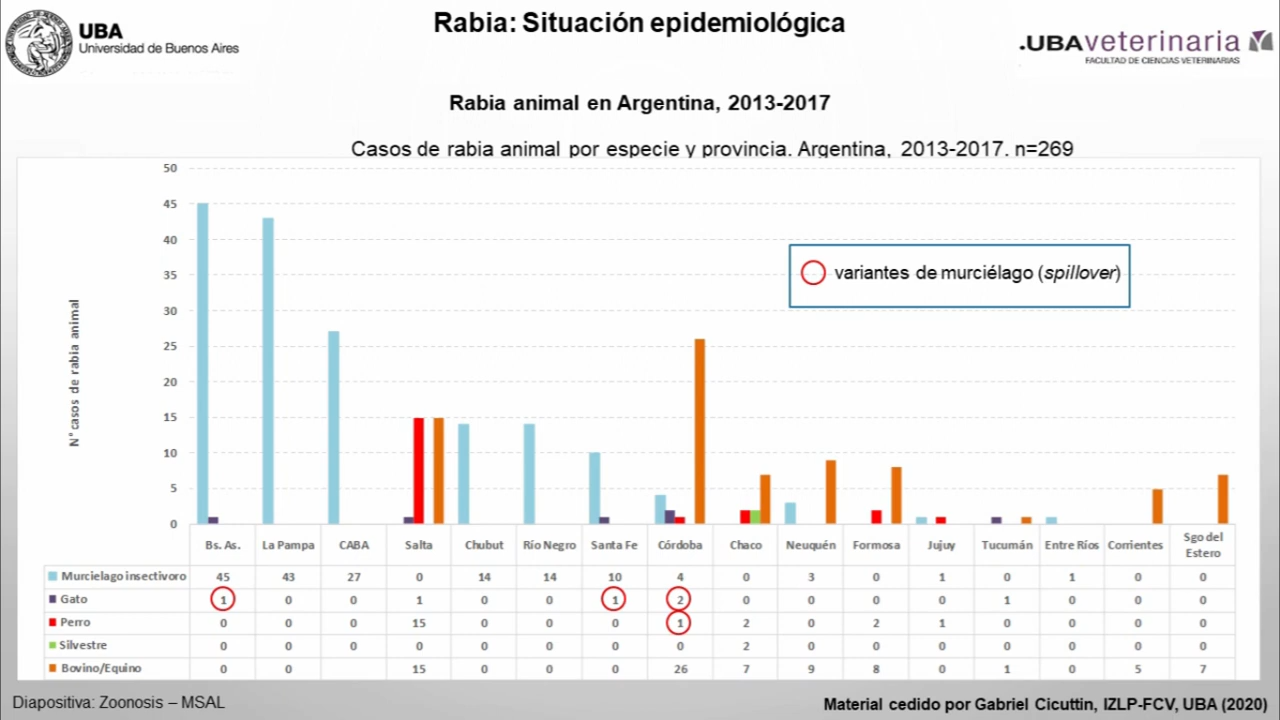 UBA
Universidad de Buenos Aires
Rabia: Situación epidemiológica
.UBAveterinaria
FACULTAD DE CIENCIAS VETERINARIAS
Rabia animal en Argentina, 2013-2017
Casos de rabia animal por especie y provincia. Argentina, 2013-2017. n=269
50
45
40
35
30
25
20
15
10
5
0
N° casos de rabia animal
variantes de murciélago (spillover)
Bs. As. La Pampa CABA Salta Chubut Río Negro Santa Fe Córdoba Chaco Neuquén Formosa Jujuy Tucumán Entre Ríos Corrientes Sgo del
Estero
Murcielago insectivoro 45 43 27 0 14 14 10 4 0 3 0 1 0 1 0 0
Gato 1 0 0 1 0 0 1 2 0 0 0 0 1 0 0 0
Perro 0 0 0 15 0 0 0 1 2 0 2 1 0 0 0 0
Silvestre 0 0 0 0 0 0 0 0 2 0 0 0 0 0 0 0
Bovino/Equino 0 0 15 0 0 0 26 7 9 8 0 1 0 5 7
Diapositiva: Zoonosis – MSAL
Material cedido por Gabriel Cicuttin, IZLP-FCV, UBA (2020)